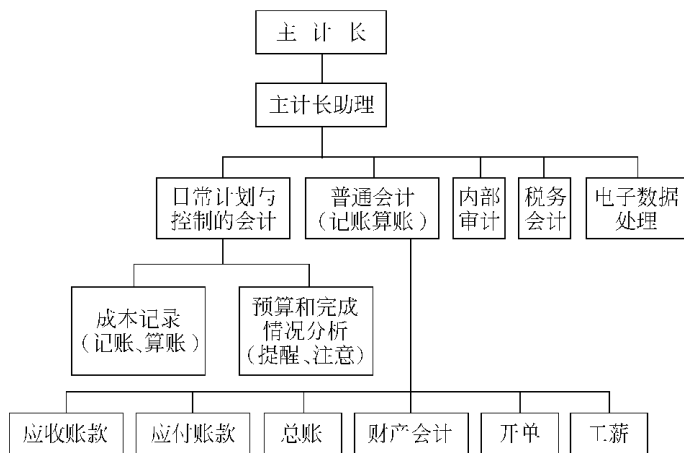 主计长
主计长助理
日常计划与
控制的会计
普通会计
(记账算账)
内部
审计
税务
会计
电子数据
处理
成本记录
(记账、算账)
预算和完成
情况分析
(提醒、注意)
应收账款
应付账款
总账
财产会计
开单
工薪